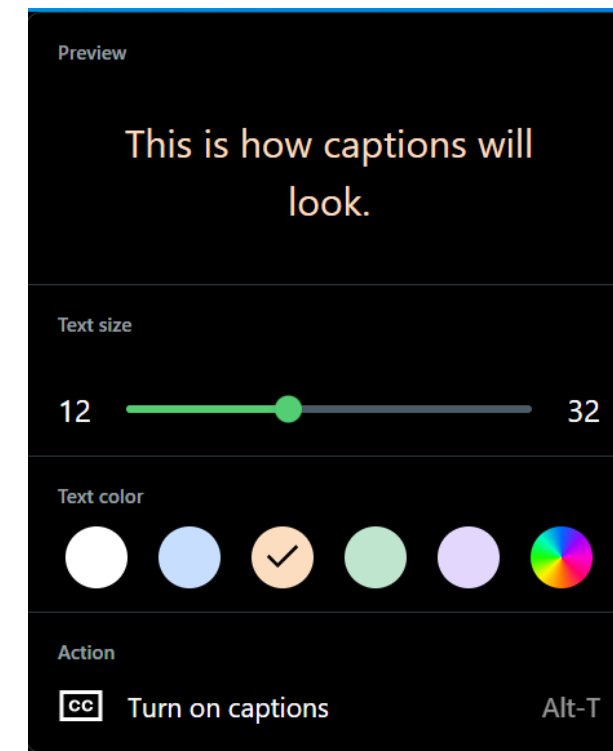 Preview
This is how captions will
look.
Text size
12 32
Text color
Action
CC Turn on captions Alt-T